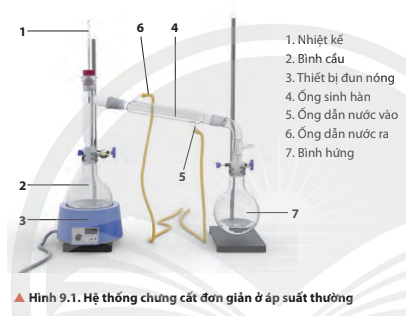 1
6
4
5
2
3
7
1. Nhiệt kế
2. Bình cầu
3. Thiết bị đun nóng
4. Ống sinh hàn
5. Ống dẫn nước vào
6. Ống dẫn nước ra
7. Bình hứng
▲ Hình 9.1. Hệ thống chưng cất đơn giản ở áp suất thường